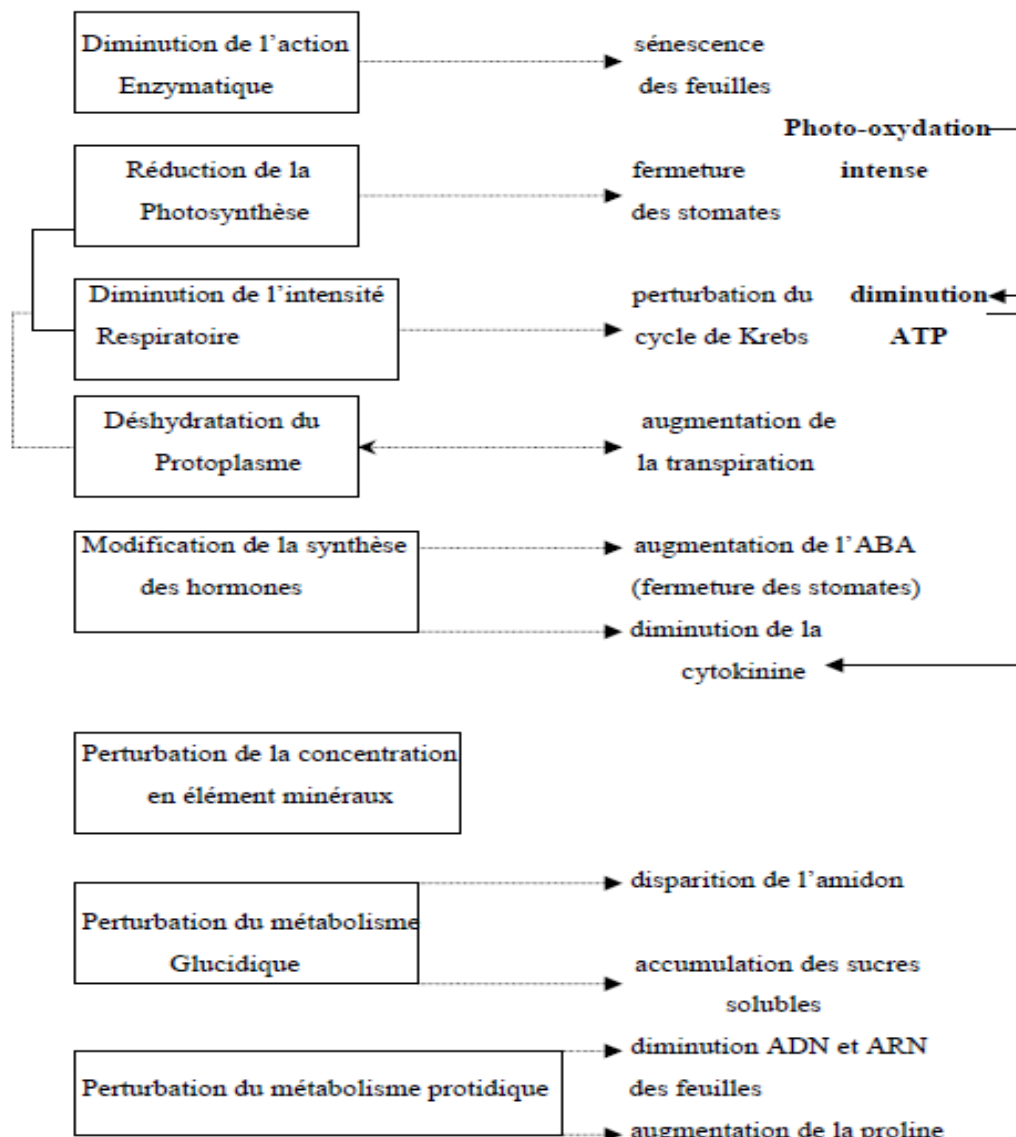 Diminution de l'action
Enzymatique
sénescence
des feuilles
Photo-oxydation
intense
Réduction de la
Photosynthèse
fermeture
des stomates
Diminution de l'intensité
Respiratoire
perturbation du
cycle de Krebs
diminution
ATP
Déshydratation du
Protoplasme
augmentation de
la transpiration
Modification de la synthèse
des hormones
augmentation de l'ABA
(fermeture des stomates)
diminution de la
cytokinine
Perturbation de la concentration
en élément minéraux
Perturbation du métabolisme
Glucidique
disparition de l'amidon
accumulation des sucres
solubles
Perturbation du métabolisme protidique
diminution ADN et ARN
des feuilles
augmentation de la proline